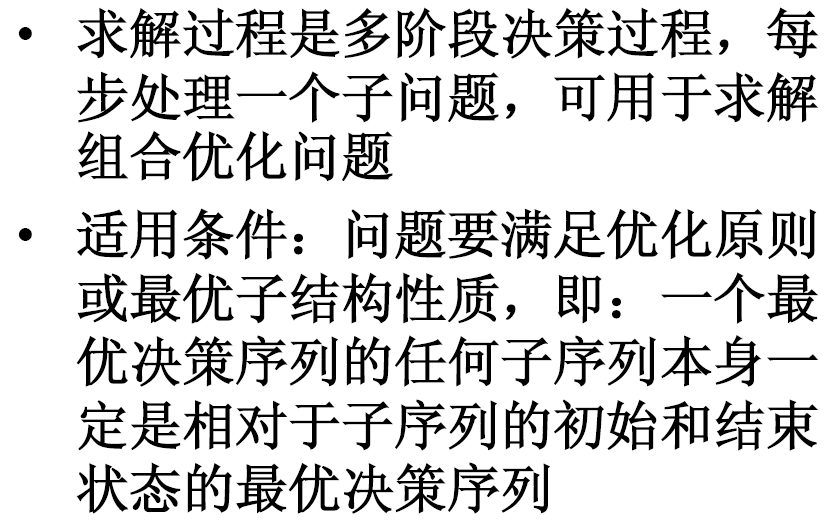 • 求解过程是多阶段决策过程，每
步处理一个子问题，可用于求解
组合优化问题
• 适用条件：问题要满足优化原则
或最优子结构性质，即：一个最
优决策序列的任何子序列本身一
定是相对于子序列的初始和结束
状态的最优决策序列